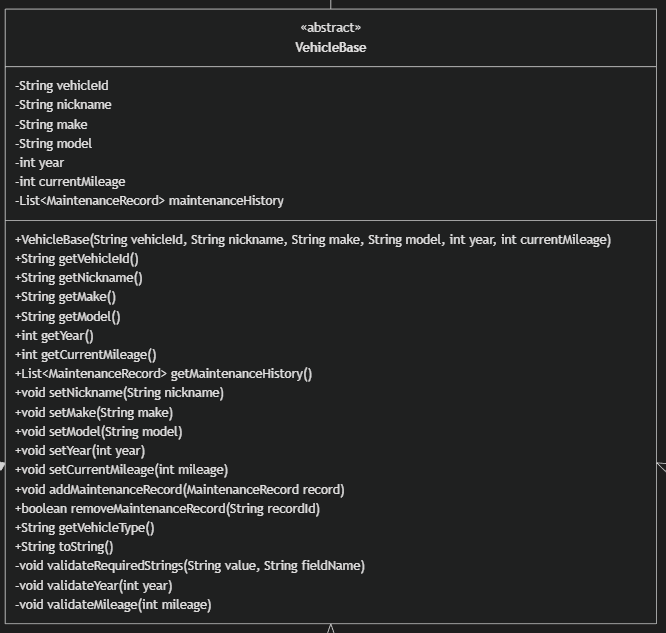 «abstract»
VehicleBase
-String vehicleId
-String nickname
-String make
-String model
-int year
-int currentMileage
-List<MaintenanceRecord> maintenanceHistory
+VehicleBase(String vehicleId, String nickname, String make, String model, int year, int currentMileage)
+String getVehicleId()
+String getNickname()
+String getMake()
+String getModel()
+int getYear()
+int getCurrentMileage()
+List<MaintenanceRecord> getMaintenanceHistory()
+void setNickname(String nickname)
+void setMake(String make)
+void setModel(String model)
+void setYear(int year)
+void setCurrentMileage(int mileage)
+void addMaintenanceRecord(MaintenanceRecord record)
+boolean removeMaintenanceRecord(String recordId)
+String getVehicleType()
+String toString()
-void validateRequiredStrings(String value, String fieldName)
-void validateYear(int year)
-void validateMileage(int mileage)